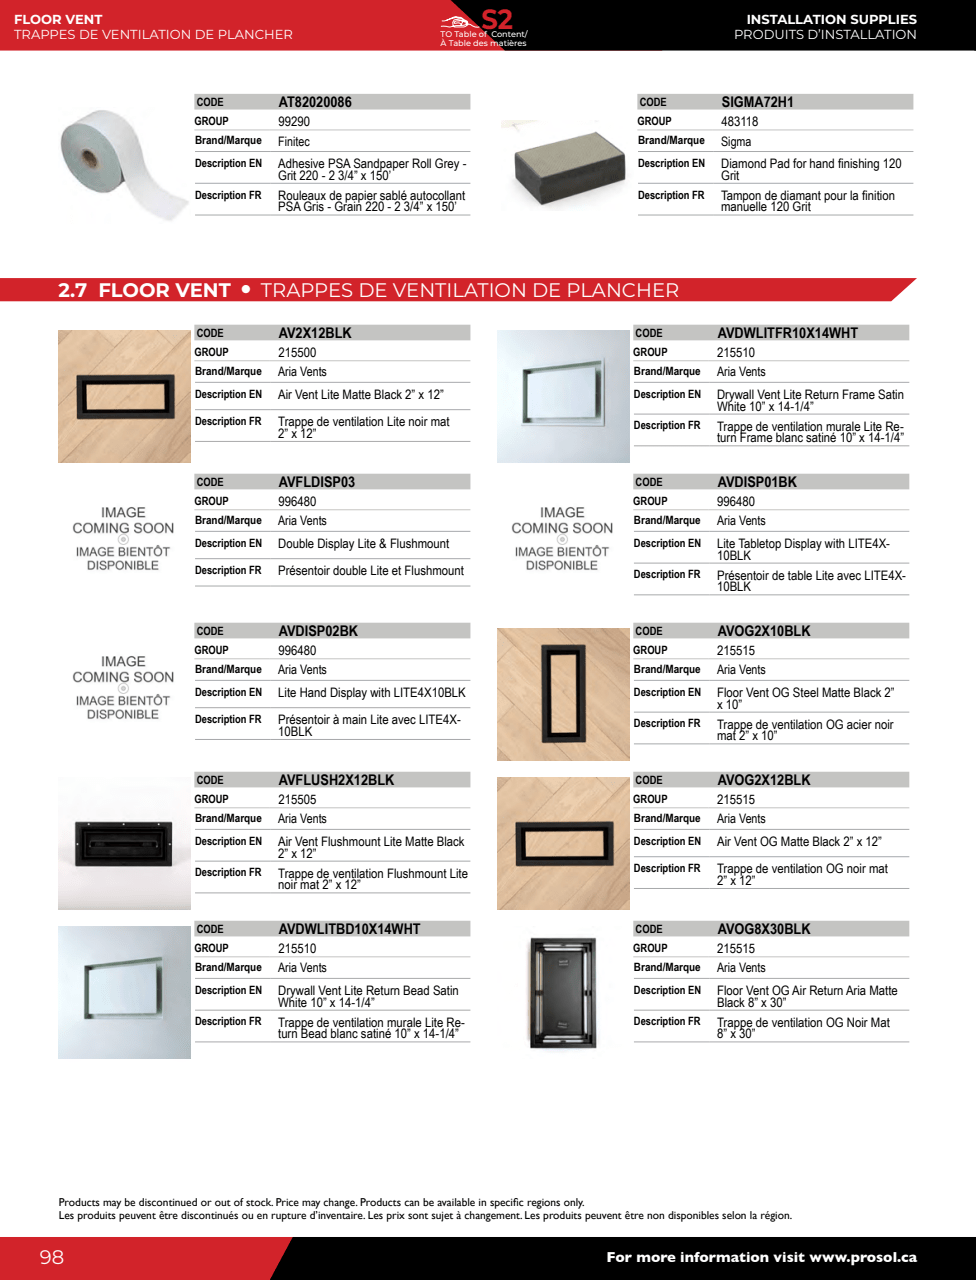 FLOOR VENT
TRAPPES DE VENTILATION DE PLANCHER
S2
TO Table of Content/
À Table des matières
INSTALLATION SUPPLIES
PRODUITS D'INSTALLATION
CODE AT82020086
GROUP 99290
Brand/Marque Finitec
Description EN Adhesive PSA Sandpaper Roll Grey -
Grit 220 - 2 3/4” x 150’
Description FR Rouleaux de papier sablé autocollant
PSA Gris - Grain 220 - 2 3/4” x 150’
CODE SIGMA72H1
GROUP 483118
Brand/Marque Sigma
Description EN Diamond Pad for hand finishing 120
Grit
Description FR Tampon de diamant pour la finition
manuelle 120 Grit
2.7 FLOOR VENT • TRAPPES DE VENTILATION DE PLANCHER
CODE AV2X12BLK
GROUP 215500
Brand/Marque Aria Vents
Description EN Air Vent Lite Matte Black 2” x 12”
Description FR Trappe de ventilation Lite noir mat
2” x 12”
CODE AVDWLITFR10X14WHT
GROUP 215510
Brand/Marque Aria Vents
Description EN Drywall Vent Lite Return Frame Satin
White 10” x 14-1/4”
Description FR Trappe de ventilation murale Lite Re-
turn Frame blanc satiné 10” x 14-1/4”
IMAGE
COMING SOON
IMAGE BIENTÔT
DISPONIBLE
CODE AVFLDISP03
GROUP 996480
Brand/Marque Aria Vents
Description EN Double Display Lite & Flushmount
Description FR Présentoir double Lite et Flushmount
IMAGE
COMING SOON
IMAGE BIENTÔT
DISPONIBLE
CODE AVDISP01BK
GROUP 996480
Brand/Marque Aria Vents
Description EN Lite Tabletop Display with LITE4X-
10BLK
Description FR Présentoir de table Lite avec LITE4X-
10BLK
IMAGE
COMING SOON
IMAGE BIENTÔT
DISPONIBLE
CODE AVDISP02BK
GROUP 996480
Brand/Marque Aria Vents
Description EN Lite Hand Display with LITE4X10BLK
Description FR Présentoir à main Lite avec LITE4X-
10BLK
CODE AVOG2X10BLK
GROUP 215515
Brand/Marque Aria Vents
Description EN Floor Vent OG Steel Matte Black 2”
x 10”
Description FR Trappe de ventilation OG acier noir
mat 2” x 10”
CODE AVFLUSH2X12BLK
GROUP 215505
Brand/Marque Aria Vents
Description EN Air Vent Flushmount Lite Matte Black
2” x 12”
Description FR Trappe de ventilation Flushmount Lite
noir mat 2” x 12”
CODE AVOG2X12BLK
GROUP 215515
Brand/Marque Aria Vents
Description EN Air Vent OG Matte Black 2” x 12”
Description FR Trappe de ventilation OG noir mat
2” x 12”
CODE AVDWLITBD10X14WHT
GROUP 215510
Brand/Marque Aria Vents
Description EN Drywall Vent Lite Return Bead Satin
White 10” x 14-1/4”
Description FR Trappe de ventilation murale Lite Re-
turn Bead blanc satiné 10” x 14-1/4”
CODE AVOG8X30BLK
GROUP 215515
Brand/Marque Aria Vents
Description EN Floor Vent OG Air Return Aria Matte
Black 8” x 30”
Description FR Trappe de ventilation OG Noir Mat
8” x 30”
Products may be discontinued or out of stock. Price may change. Products can be available in specific regions only.
Les produits peuvent être discontinués ou en rupture d’inventaire. Les prix sont sujet à changement. Les produits peuvent être non disponibles selon la région.
98
For more information visit www.prosol.ca